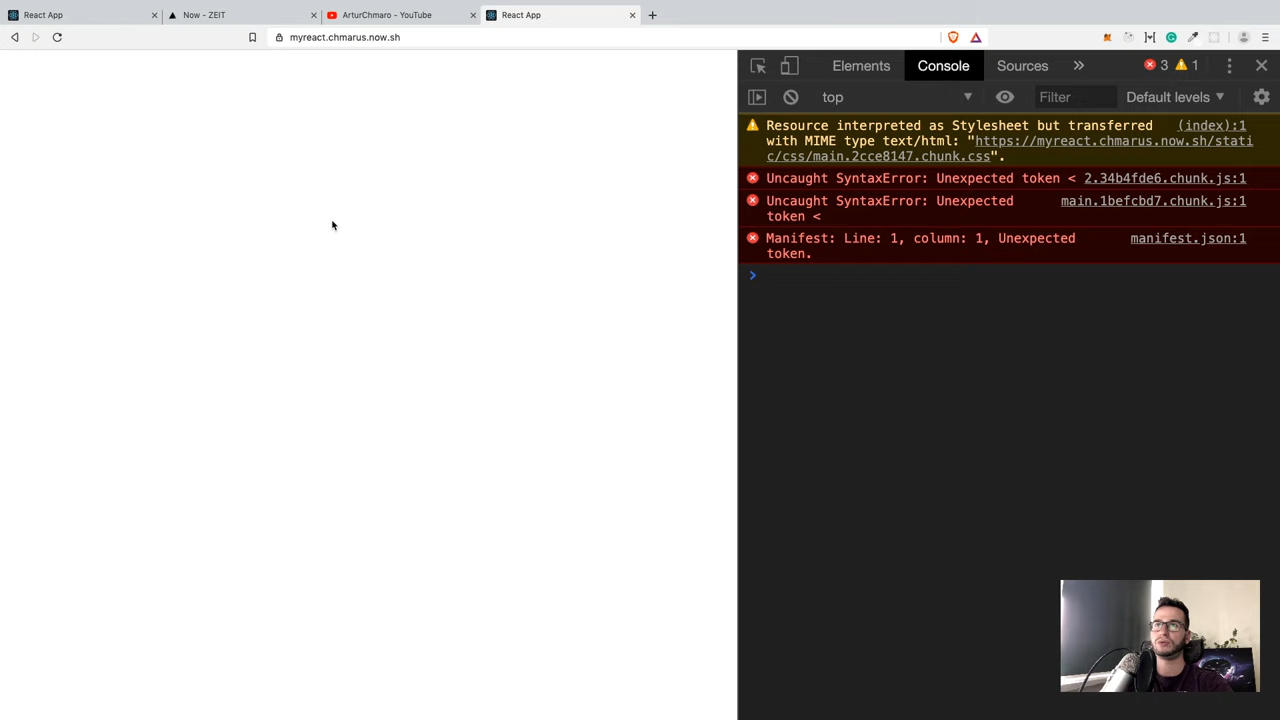 React App
Now - ZEIT
ArturChmaro - YouTube
React App
myreact.chmarus.now.sh
Elements
Console
Sources
3
1
top
Filter
Default levels
Resource interpreted as Stylesheet but transferred (index):1
with MIME type text/html: "https://myreact.chmarus.now.sh/stati
c/css/main.2cce8147.chunk.css".
Uncaught SyntaxError: Unexpected token < 2.34b4fde6.chunk.js:1
Uncaught SyntaxError: Unexpected main.1befcbd7.chunk.js:1
token <
Manifest: Line: 1, column: 1, Unexpected manifest.json:1
token.